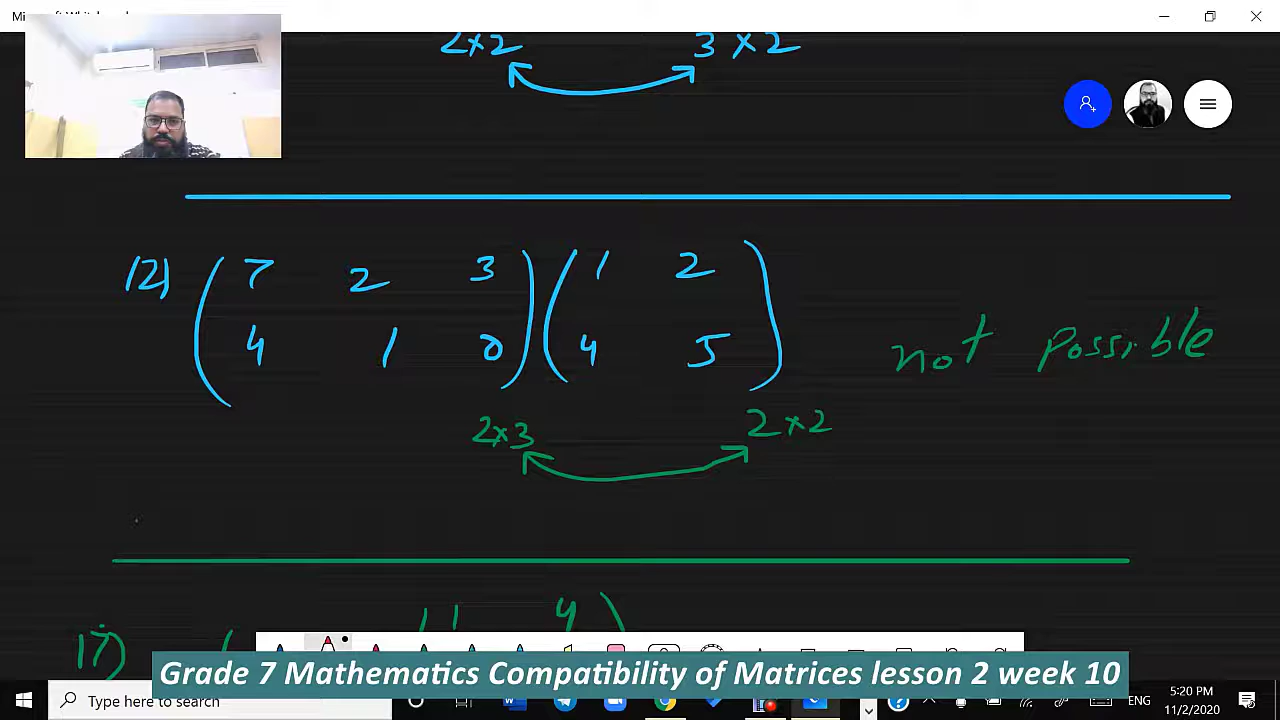 2×2 3×2
12) ( 7 2 3 ) ( 1 2 )
( 4 1 0 ) ( 4 5 )
not possible
2×3 2×2
17) ( 11 4 )
Grade 7 Mathematics Compatibility of Matrices lesson 2 week 10
Type here to search
ENG
5:20 PM
11/2/2020